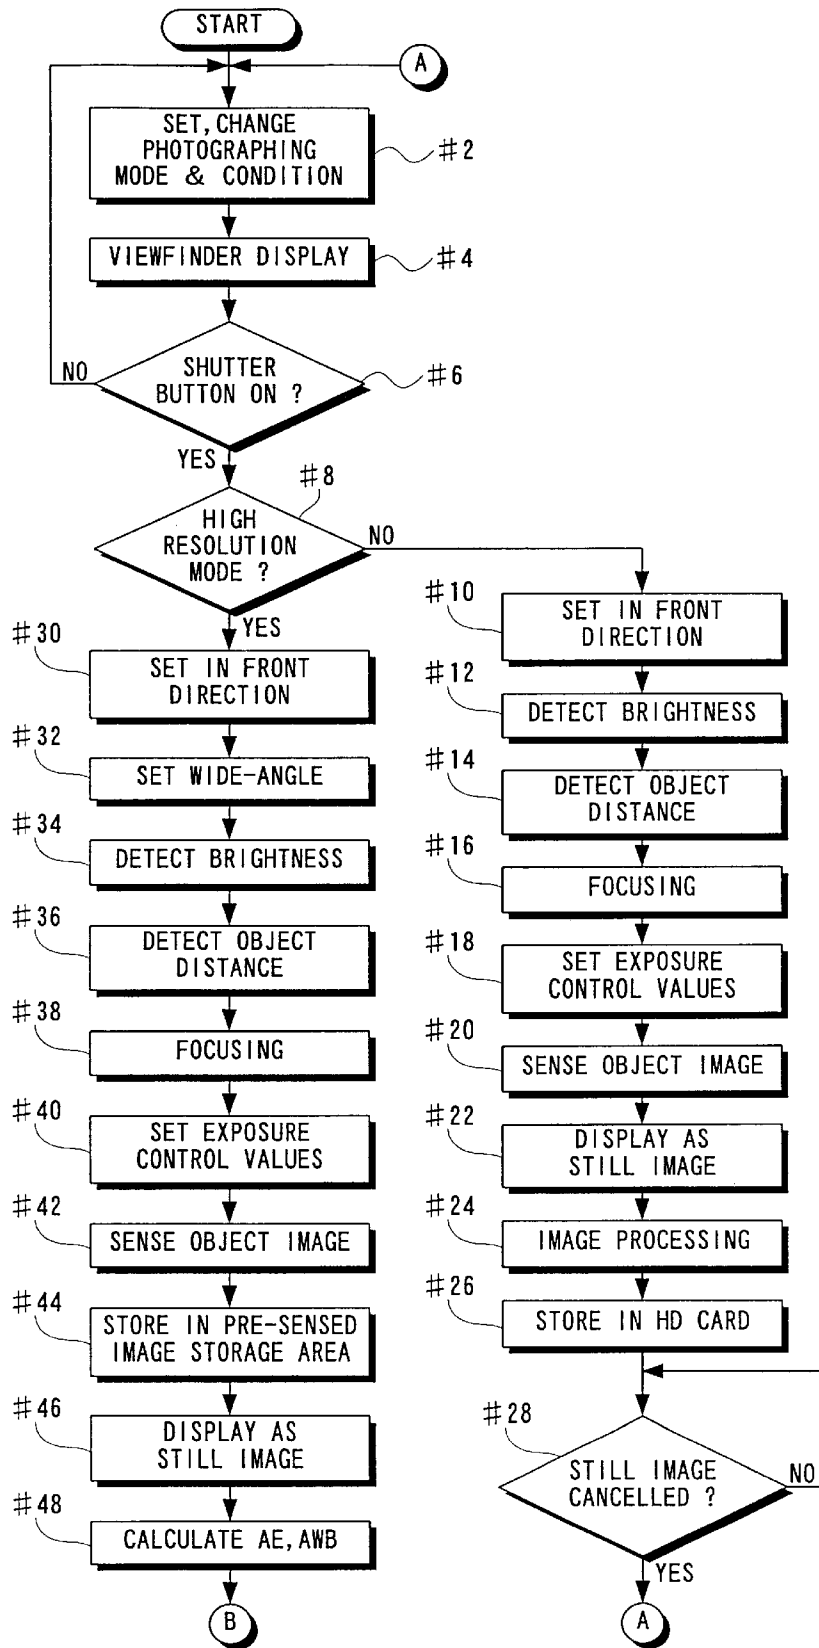 START
A
SET, CHANGE
PHOTOGRAPHING
MODE & CONDITION
#2
VIEWFINDER DISPLAY
#4
SHUTTER
BUTTON ON ?
#6
NO
YES
#8
HIGH
RESOLUTION
MODE ?
NO
YES
#30
SET IN FRONT
DIRECTION
#32
SET WIDE-ANGLE
#34
DETECT BRIGHTNESS
#36
DETECT OBJECT
DISTANCE
#38
FOCUSING
#40
SET EXPOSURE
CONTROL VALUES
#42
SENSE OBJECT IMAGE
#44
STORE IN PRE-SENSED
IMAGE STORAGE AREA
#46
DISPLAY AS
STILL IMAGE
#48
CALCULATE AE, AWB
B
#10
SET IN FRONT
DIRECTION
#12
DETECT BRIGHTNESS
#14
DETECT OBJECT
DISTANCE
#16
FOCUSING
#18
SET EXPOSURE
CONTROL VALUES
#20
SENSE OBJECT IMAGE
#22
DISPLAY AS
STILL IMAGE
#24
IMAGE PROCESSING
#26
STORE IN HD CARD
#28
STILL IMAGE
CANCELLED ?
NO
YES
A